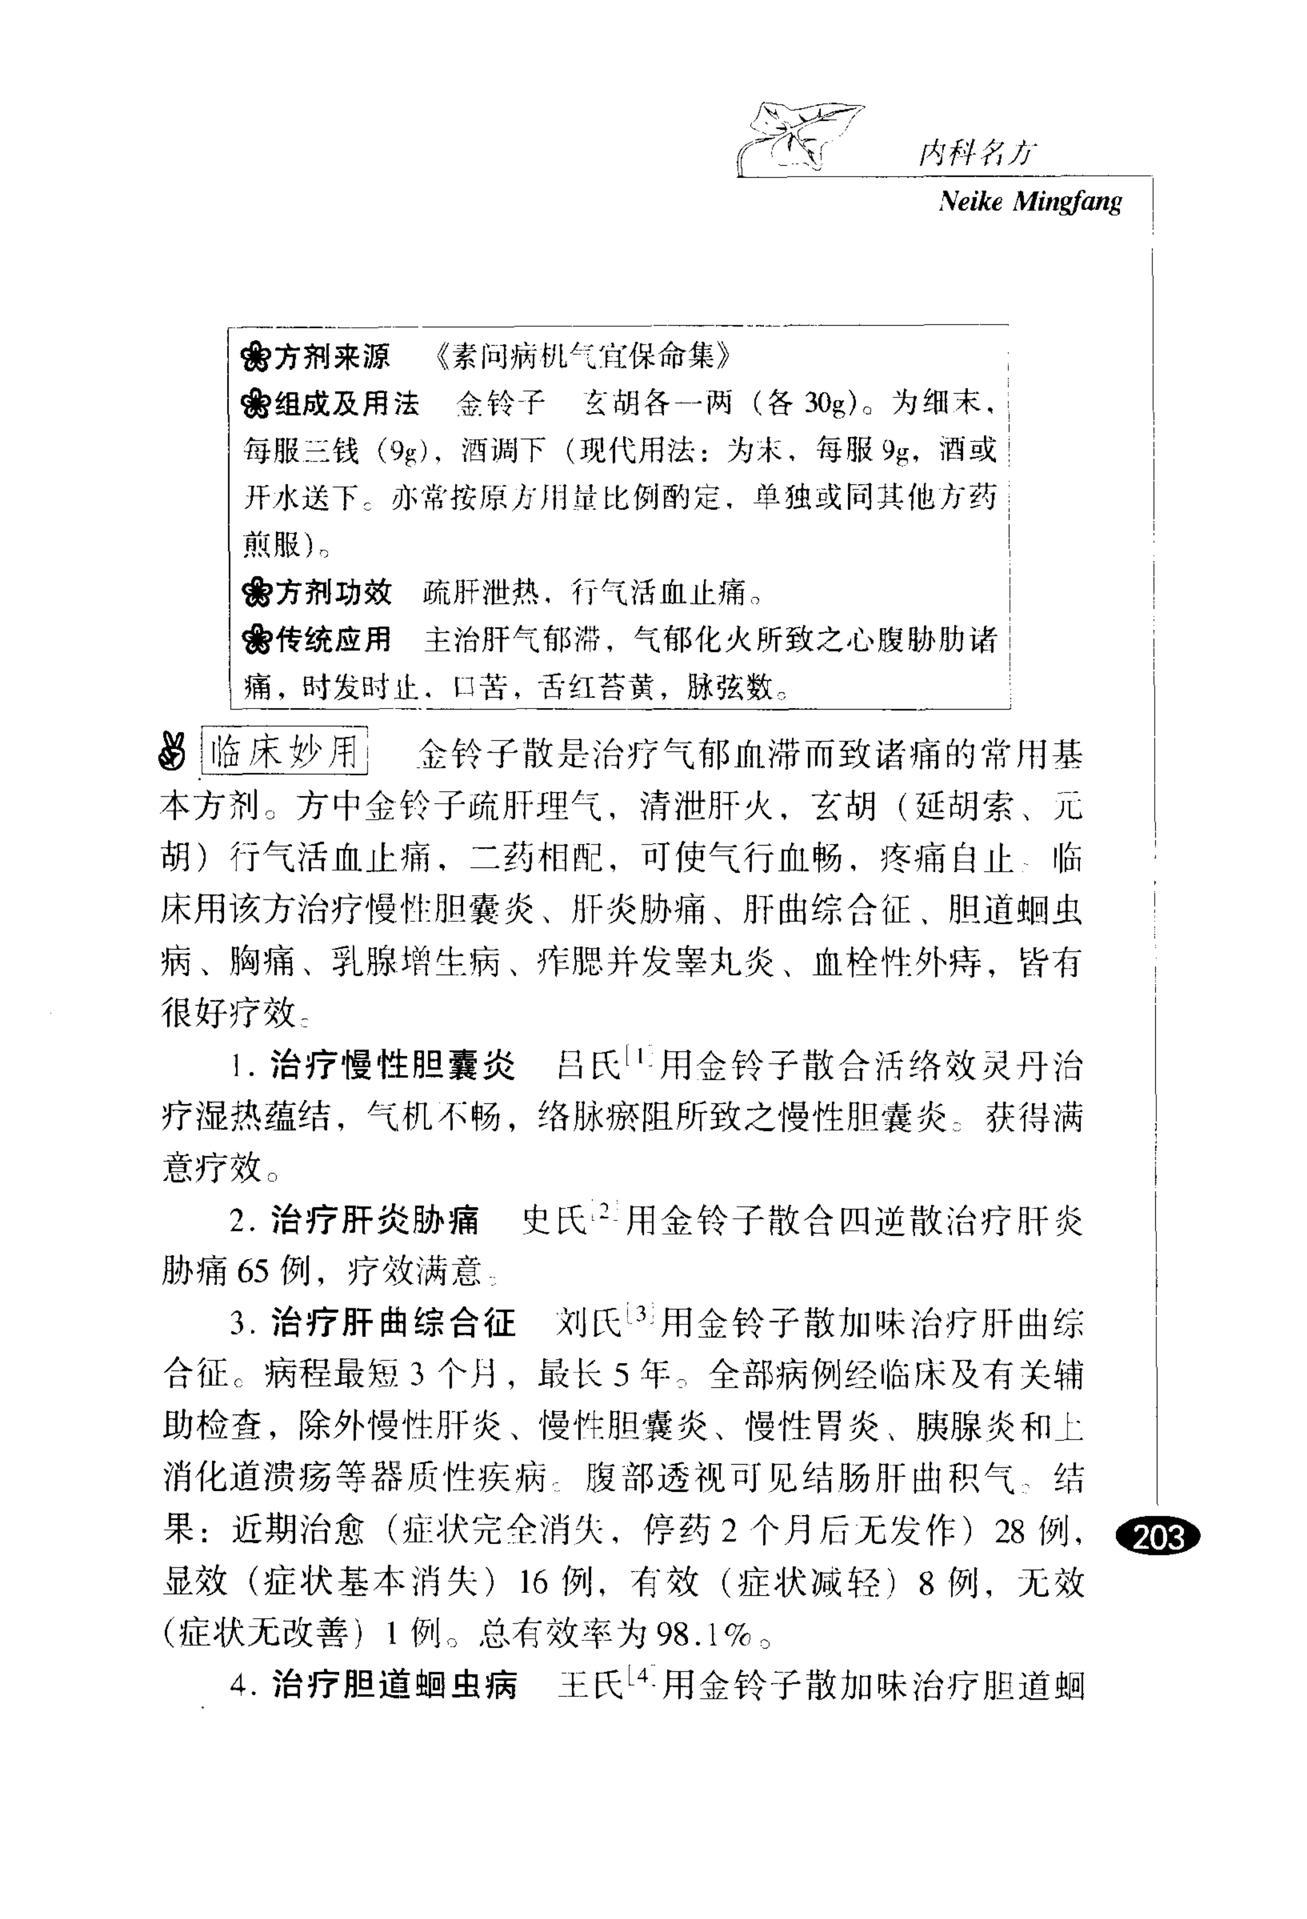 内科名方
Neike Mingfang
方剂来源 《素问病机气宜保命集》
组成及用法 金铃子 玄胡各一两（各 30g）。为细末，
每服三钱（9g），酒调下（现代用法：为末，每服 9g，酒或
开水送下。亦常按原方用量比例酌定，单独或同其他方药
煎服）。
方剂功效 疏肝泄热，行气活血止痛。
传统应用 主治肝气郁滞，气郁化火所致之心腹胁肋诸
痛，时发时止，口苦，舌红苔黄，脉弦数。
临床妙用 金铃子散是治疗气郁血滞而致诸痛的常用基
本方剂。方中金铃子疏肝理气，清泄肝火，玄胡（延胡索、元
胡）行气活血止痛，二药相配，可使气行血畅，疼痛自止。临
床用该方治疗慢性胆囊炎、肝炎胁痛、肝曲综合征、胆道蛔虫
病、胸痛、乳腺增生病、痄腮并发睾丸炎、血栓性外痔，皆有
很好疗效。
1. 治疗慢性胆囊炎 吕氏[1]用金铃子散合活络效灵丹治
疗湿热蕴结，气机不畅，络脉瘀阻所致之慢性胆囊炎。获得满
意疗效。
2. 治疗肝炎胁痛 史氏[2]用金铃子散合四逆散治疗肝炎
胁痛 65 例，疗效满意。
3. 治疗肝曲综合征 刘氏[3]用金铃子散加味治疗肝曲综
合征。病程最短 3 个月，最长 5 年。全部病例经临床及有关辅
助检查，除外慢性肝炎、慢性胆囊炎、慢性胃炎、胰腺炎和上
消化道溃疡等器质性疾病。腹部透视可见结肠肝曲积气。结
果：近期治愈（症状完全消失，停药 2 个月后无发作）28 例，
显效（症状基本消失）16 例，有效（症状减轻）8 例，无效
（症状无改善）1 例。总有效率为 98.1%。
4. 治疗胆道蛔虫病 王氏[4]用金铃子散加味治疗胆道蛔
203